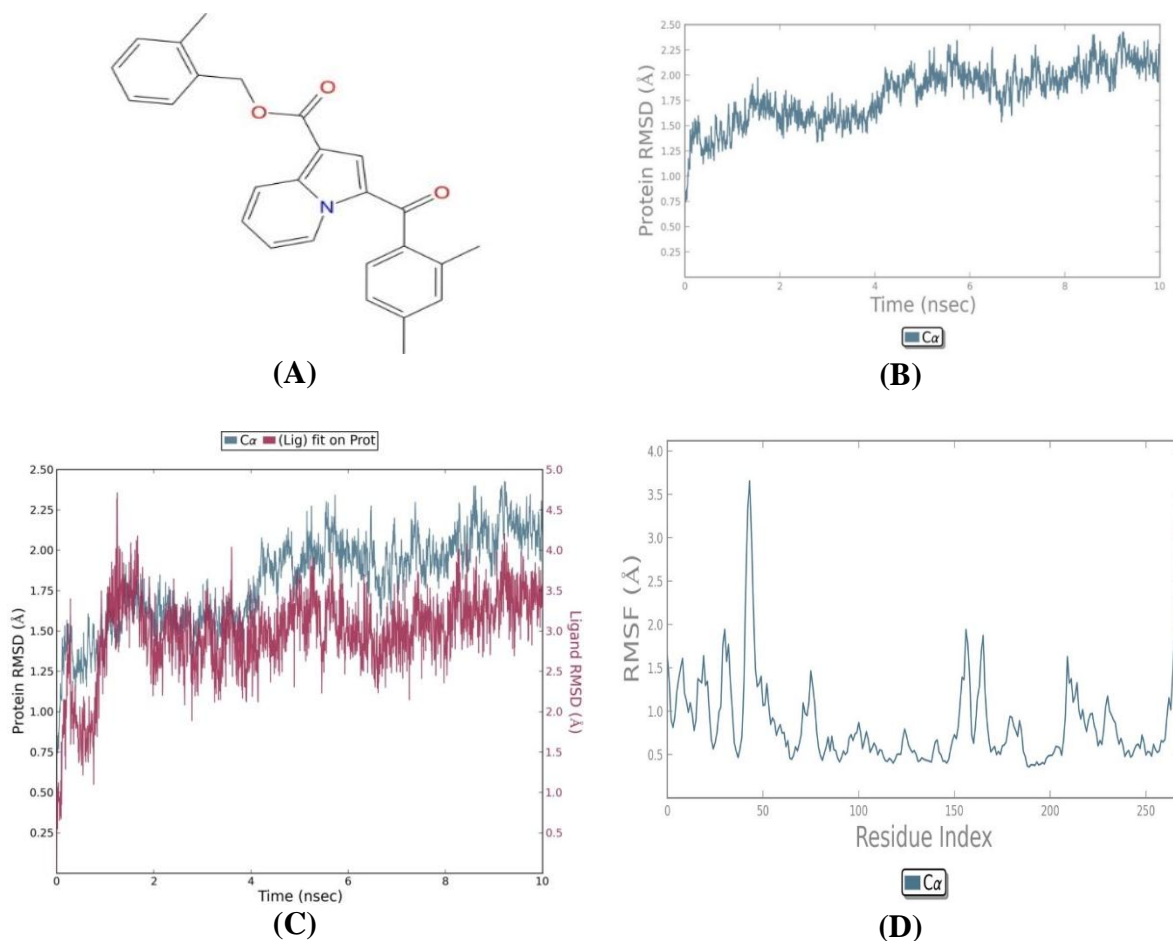 O
O
N
O
(A)
Protein RMSD (Å)
2.50
2.25
2.00
1.75
1.50
1.25
1.00
0.75
0.50
0.25
0 2 4 6 8 10
Time (nsec)
Cα
(B)
Cα (Lig) fit on Prot
Protein RMSD (Å)
2.50
2.25
2.00
1.75
1.50
1.25
1.00
0.75
0.50
0.25
5.0
4.5
4.0
3.5
3.0
2.5
2.0
1.5
1.0
0.5
Ligand RMSD (Å)
0 2 4 6 8 10
Time (nsec)
(C)
RMSF (Å)
4.0
3.5
3.0
2.5
2.0
1.5
1.0
0.5
0 50 100 150 200 250
Residue Index
Cα
(D)